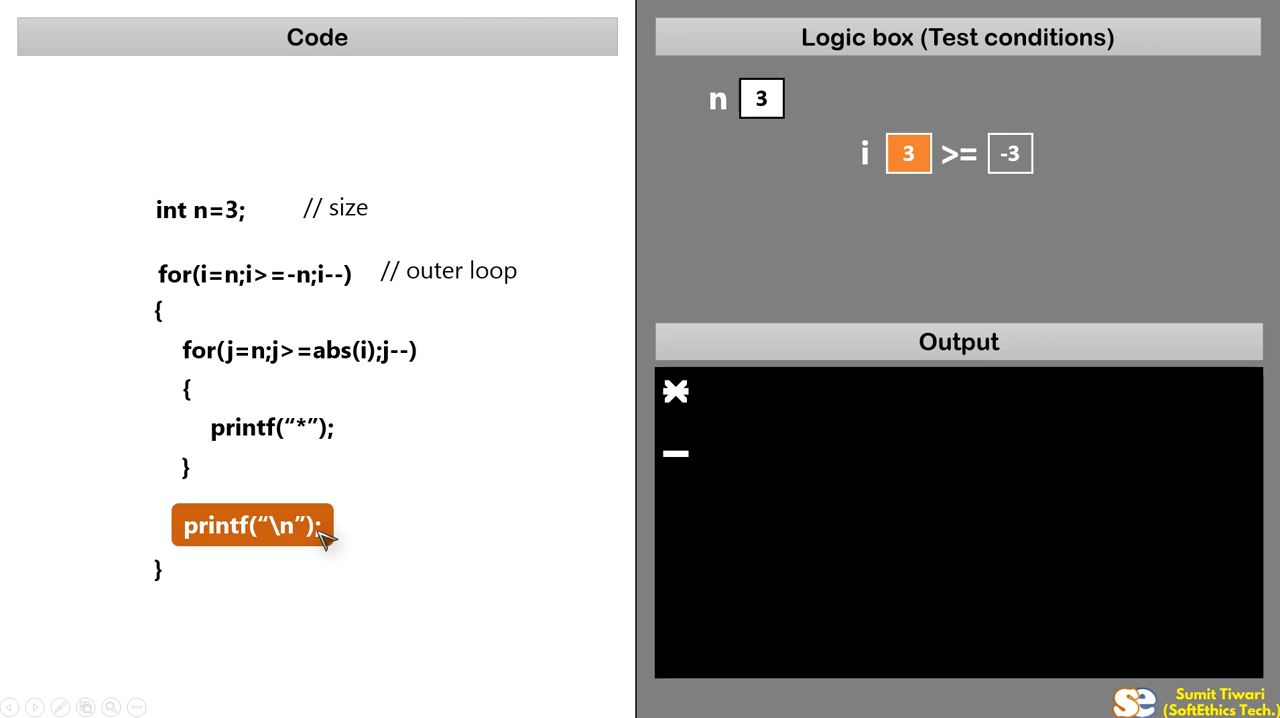 Code
int n=3; // size
for(i=n;i>=-n;i--) // outer loop
{
for(j=n;j>=abs(i);j--)
{
printf(“*”);
}
printf(“\n”);
}
Logic box (Test conditions)
n 3
i 3 >= -3
Output
*
_
Se Sumit Tiwari
(SoftEthics Tech.)